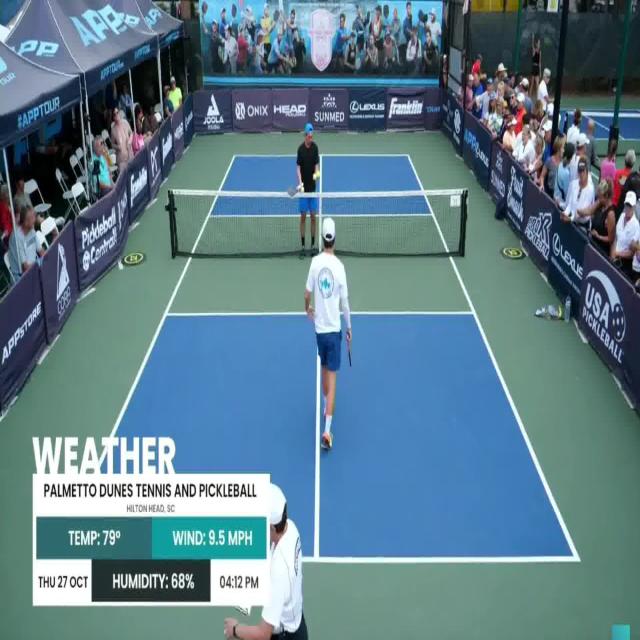 APP
APP
#APPTOUR
APPTOUR
JOOLA
ONIX
HEAD
SUNMED
LEXUS
Franklin
Pickleball
Central
APPSTORE
LEXUS
USA
PICKLEBALL
WEATHER
PALMETTO DUNES TENNIS AND PICKLEBALL
HILTON HEAD, SC
TEMP: 79º
WIND: 9.5 MPH
THU 27 OCT
HUMIDITY: 68%
04:12 PM